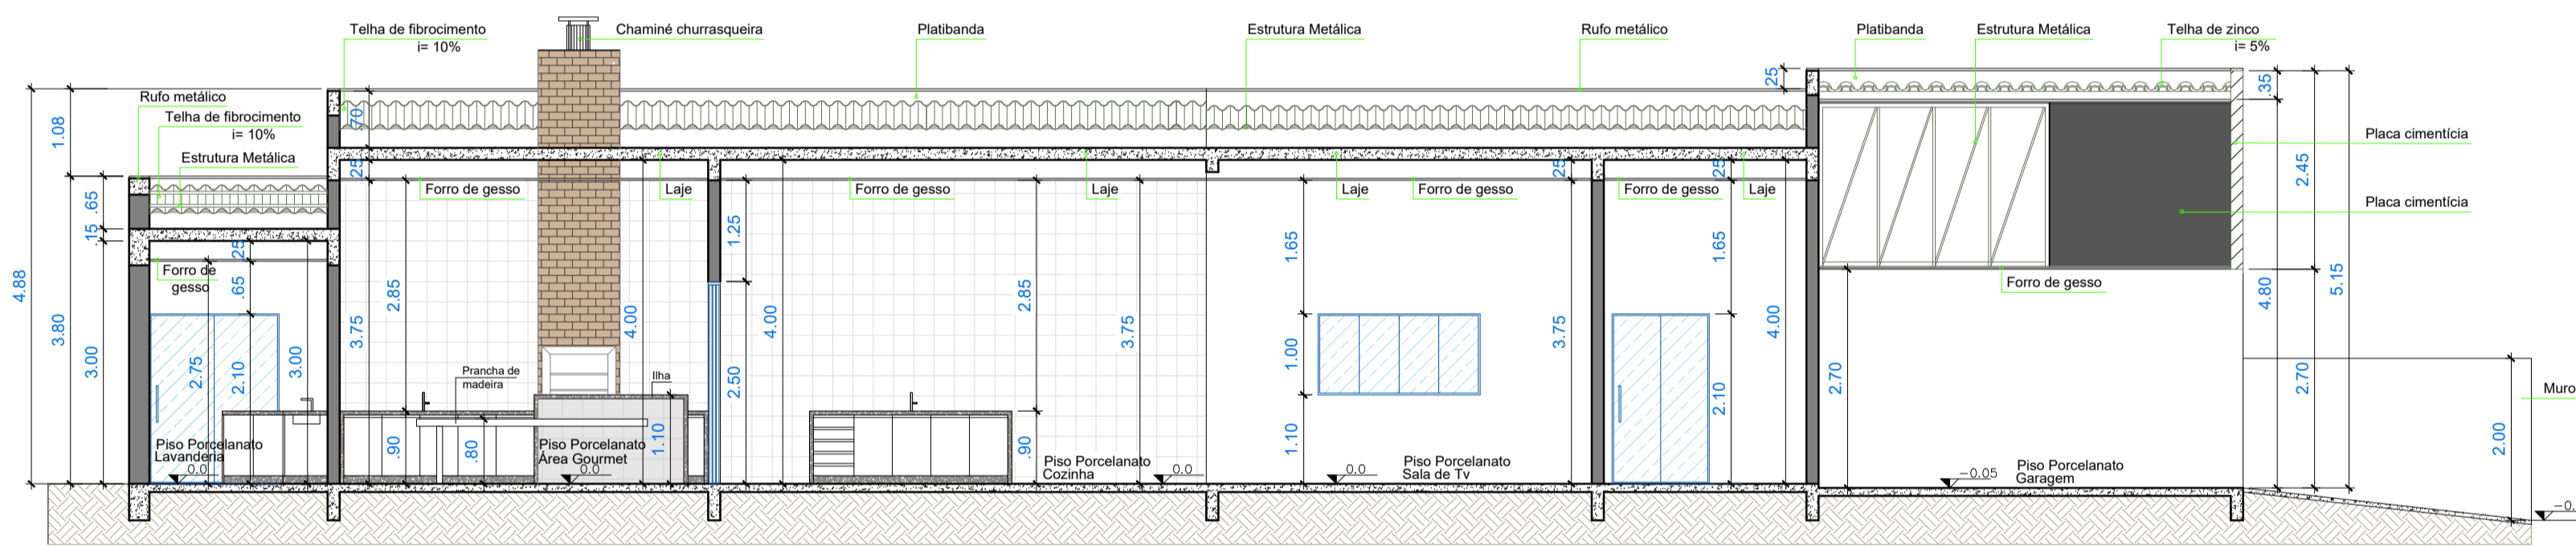 Telha de fibrocimento
i= 10%
Chaminé churrasqueira
Platibanda
Estrutura Metálica
Rufo metálico
Platibanda
Estrutura Metálica
Telha de zinco
i= 5%
Rufo metálico
Telha de fibrocimento
i= 10%
Estrutura Metálica
Placa cimentícia
Placa cimentícia
1.08
.70
.25
.35
2.45
.65
.15
.25
.25
.25
.25
Forro de gesso
Laje
Forro de gesso
Laje
Laje
Forro de gesso
Forro de gesso
Laje
Forro de
gesso
Forro de gesso
4.88
3.80
3.00
.65
2.75
2.10
3.00
3.75
2.85
4.00
1.25
2.50
4.00
2.85
3.75
1.65
1.00
1.10
3.75
1.65
2.10
4.00
2.70
4.80
2.70
5.15
2.00
Muro
Prancha de
madeira
Ilha
.90
.80
1.10
.90
Piso Porcelanato
Lavanderia
0.0
Piso Porcelanato
Área Gourmet
0.0
Piso Porcelanato
Cozinha
0.0
0.0
Piso Porcelanato
Sala de Tv
-0.05
Piso Porcelanato
Garagem
-0.